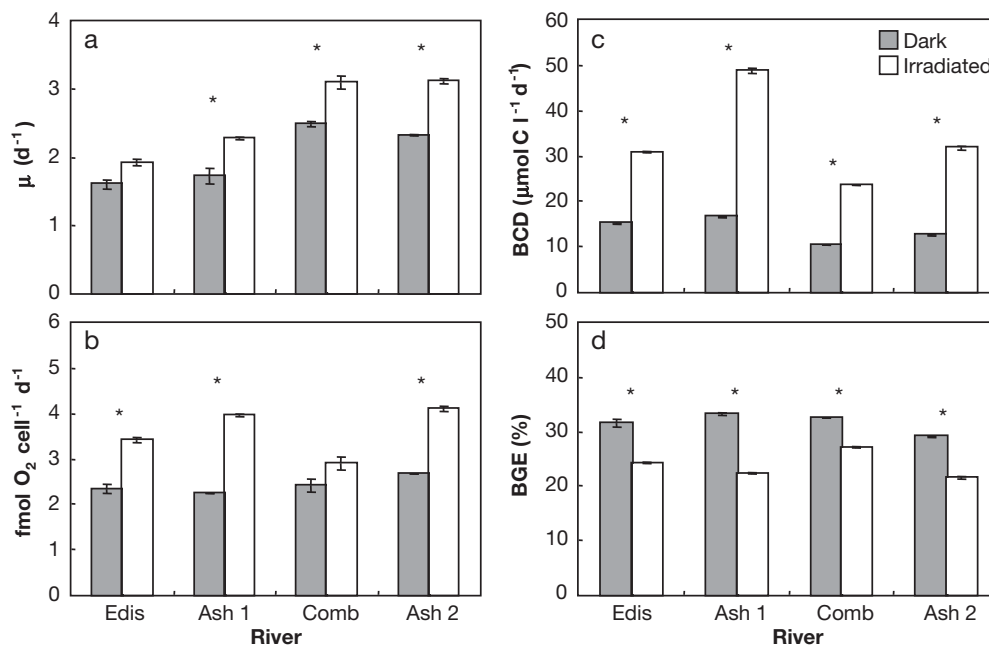 a
*
*
*
4
3
2
1
0
μ (d⁻¹)
b
*
*
*
6
5
4
3
2
1
0
fmol O₂ cell⁻¹ d⁻¹
Edis Ash 1 Comb Ash 2
River
c
Dark
Irradiated
*
*
*
*
60
50
40
30
20
10
0
BCD (μmol C l⁻¹ d⁻¹)
d
*
*
*
*
50
40
30
20
10
0
BGE (%)
Edis Ash 1 Comb Ash 2
River